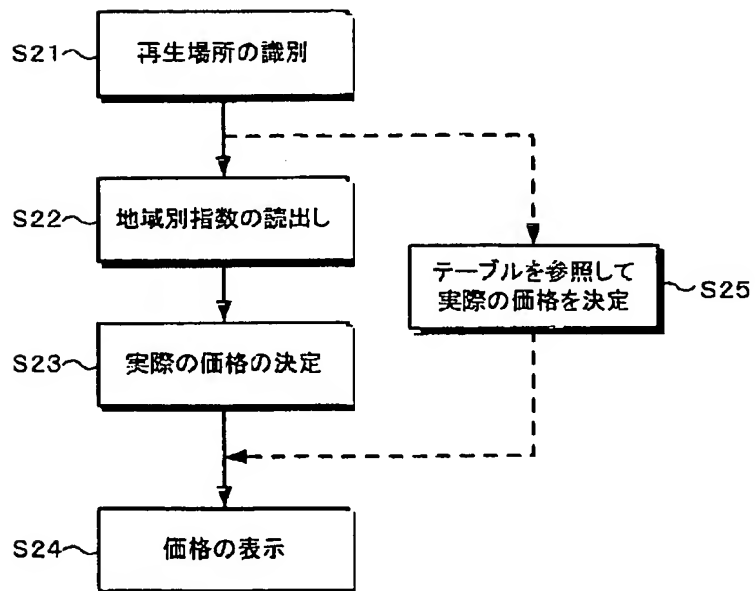 S21
再生場所の識別
S22
地域別指数の読出し
テーブルを参照して
実際の価格を決定
S25
S23
実際の価格の決定
S24
価格の表示